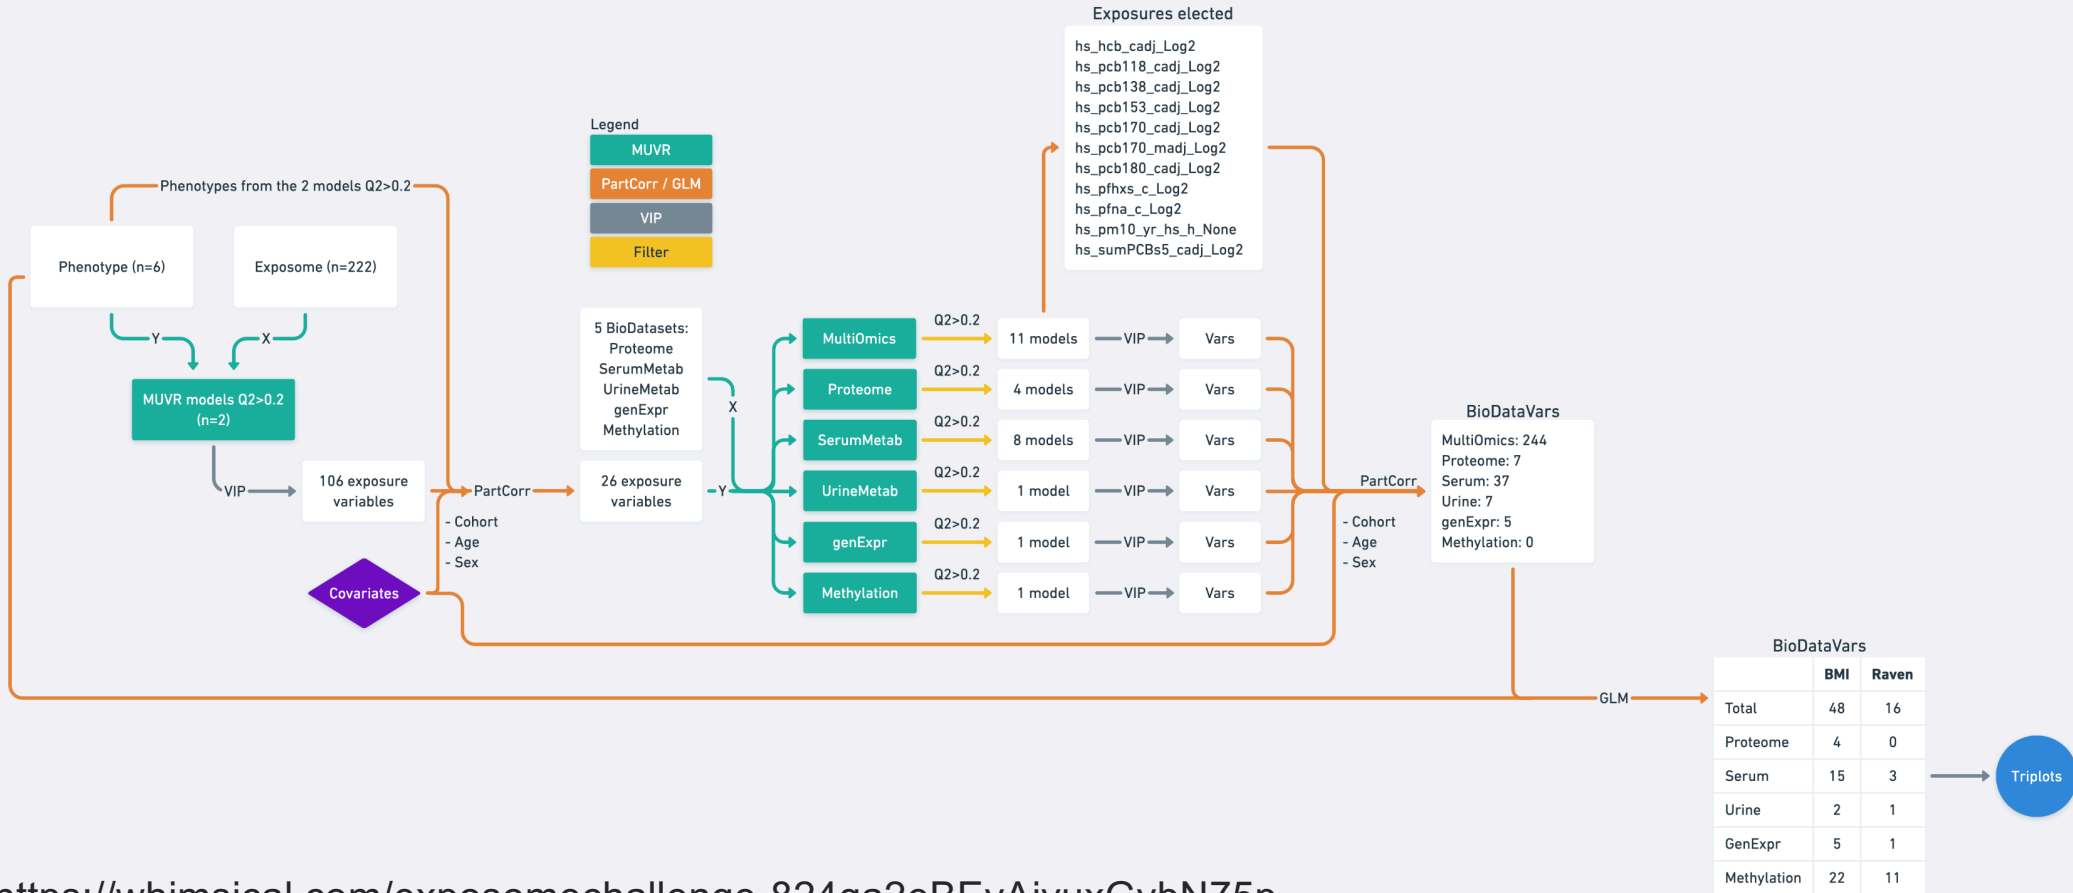 Exposures elected
hs_hcb_cadj_Log2
hs_pcb118_cadj_Log2
hs_pcb138_cadj_Log2
hs_pcb153_cadj_Log2
hs_pcb170_cadj_Log2
hs_pcb170_madj_Log2
hs_pcb180_cadj_Log2
hs_pfhxs_c_Log2
hs_pfna_c_Log2
hs_pm10_yr_hs_h_None
hs_sumPCBs5_cadj_Log2
Legend
MUVR
PartCorr / GLM
VIP
Filter
Phenotypes from the 2 models Q2>0.2
Phenotype (n=6)
Exposome (n=222)
Y
X
MUVR models Q2>0.2
(n=2)
VIP
106 exposure
variables
PartCorr
- Cohort
- Age
- Sex
Covariates
5 BioDatasets:
Proteome
SerumMetab
UrineMetab
genExpr
Methylation
26 exposure
variables
X
Y
MultiOmics
Q2>0.2
11 models
VIP
Vars
Proteome
Q2>0.2
4 models
VIP
Vars
SerumMetab
Q2>0.2
8 models
VIP
Vars
UrineMetab
Q2>0.2
1 model
VIP
Vars
genExpr
Q2>0.2
1 model
VIP
Vars
Methylation
Q2>0.2
1 model
VIP
Vars
PartCorr
- Cohort
- Age
- Sex
BioDataVars
MultiOmics: 244
Proteome: 7
Serum: 37
Urine: 7
genExpr: 5
Methylation: 0
GLM
BioDataVars
BMI Raven
Total 48 16
Proteome 4 0
Serum 15 3
Urine 2 1
GenExpr 5 1
Methylation 22 11
Triplots